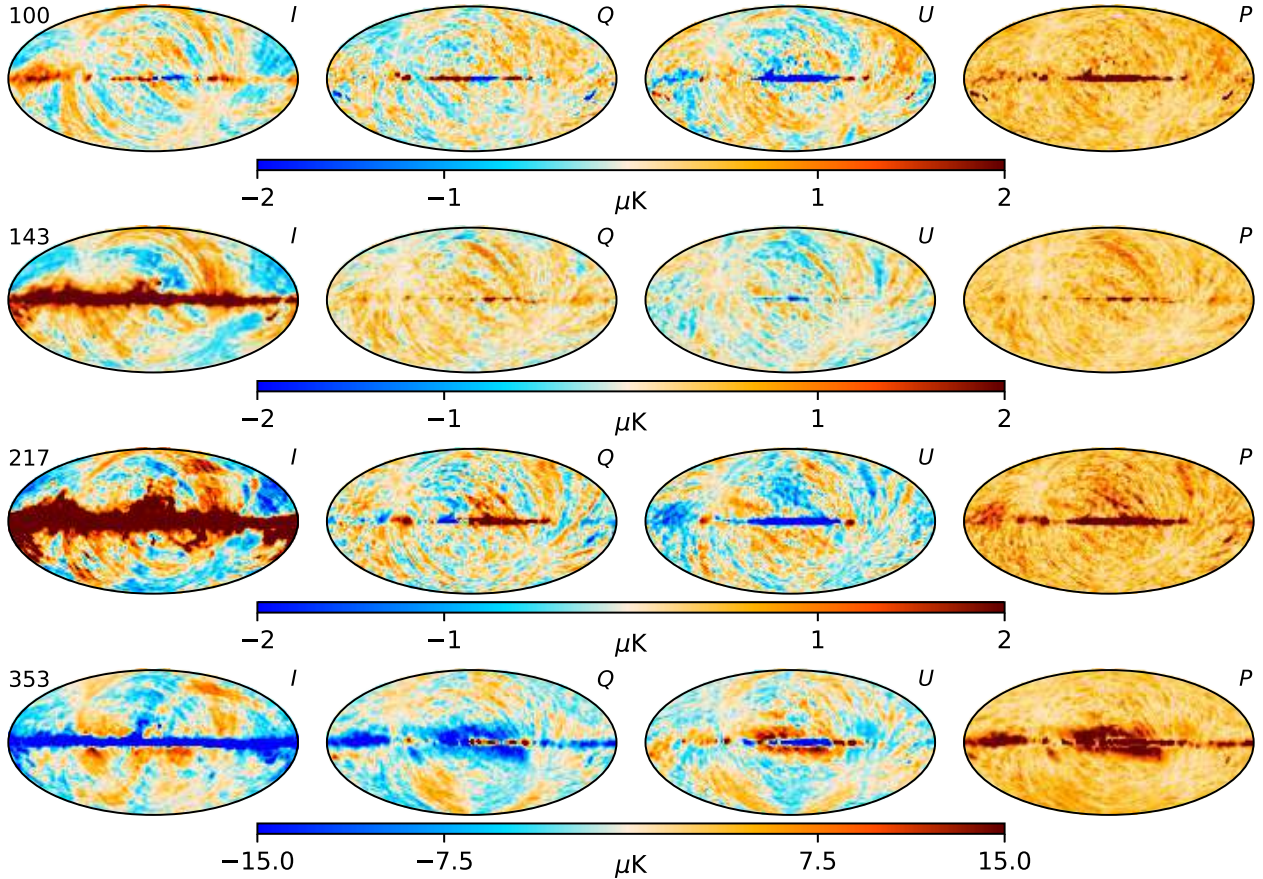 100 I Q U P
−2 −1 μK 1 2
143 I Q U P
−2 −1 μK 1 2
217 I Q U P
−2 −1 μK 1 2
353 I Q U P
−15.0 −7.5 μK 7.5 15.0